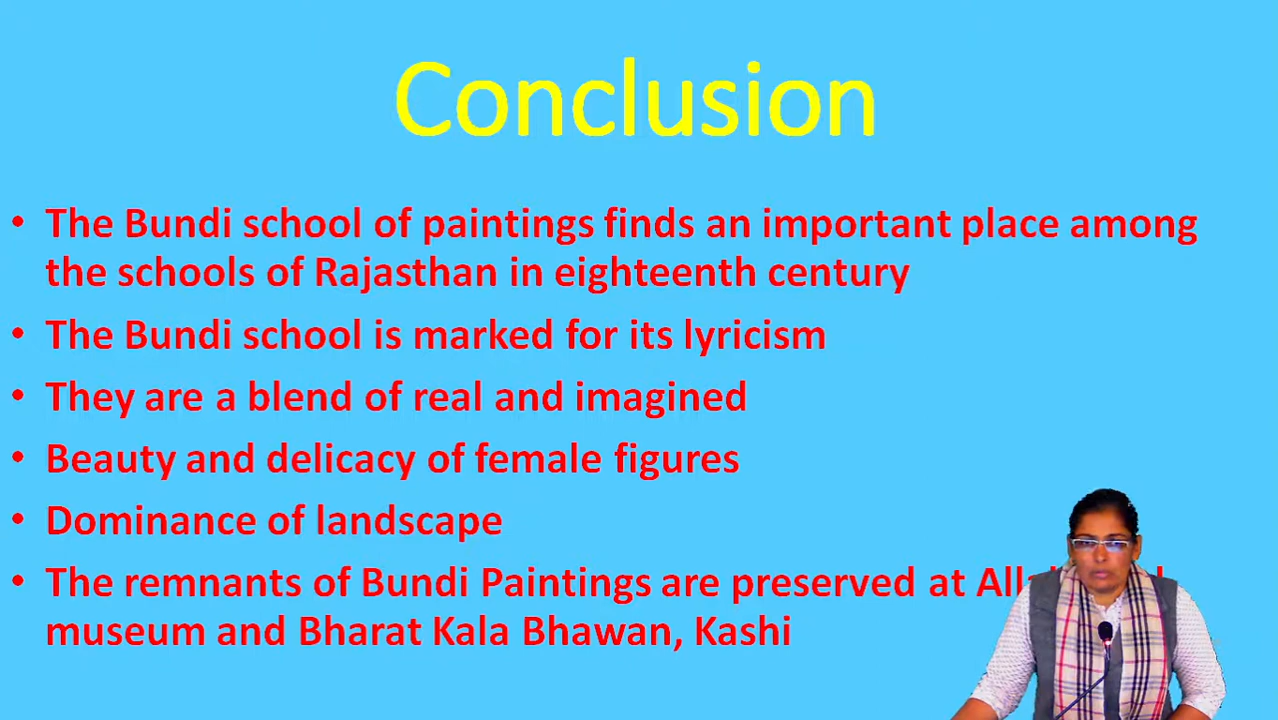 Conclusion
• The Bundi school of paintings finds an important place among
the schools of Rajasthan in eighteenth century
• The Bundi school is marked for its lyricism
• They are a blend of real and imagined
• Beauty and delicacy of female figures
• Dominance of landscape
• The remnants of Bundi Paintings are preserved at
museum and Bharat Kala Bhawan, Kashi